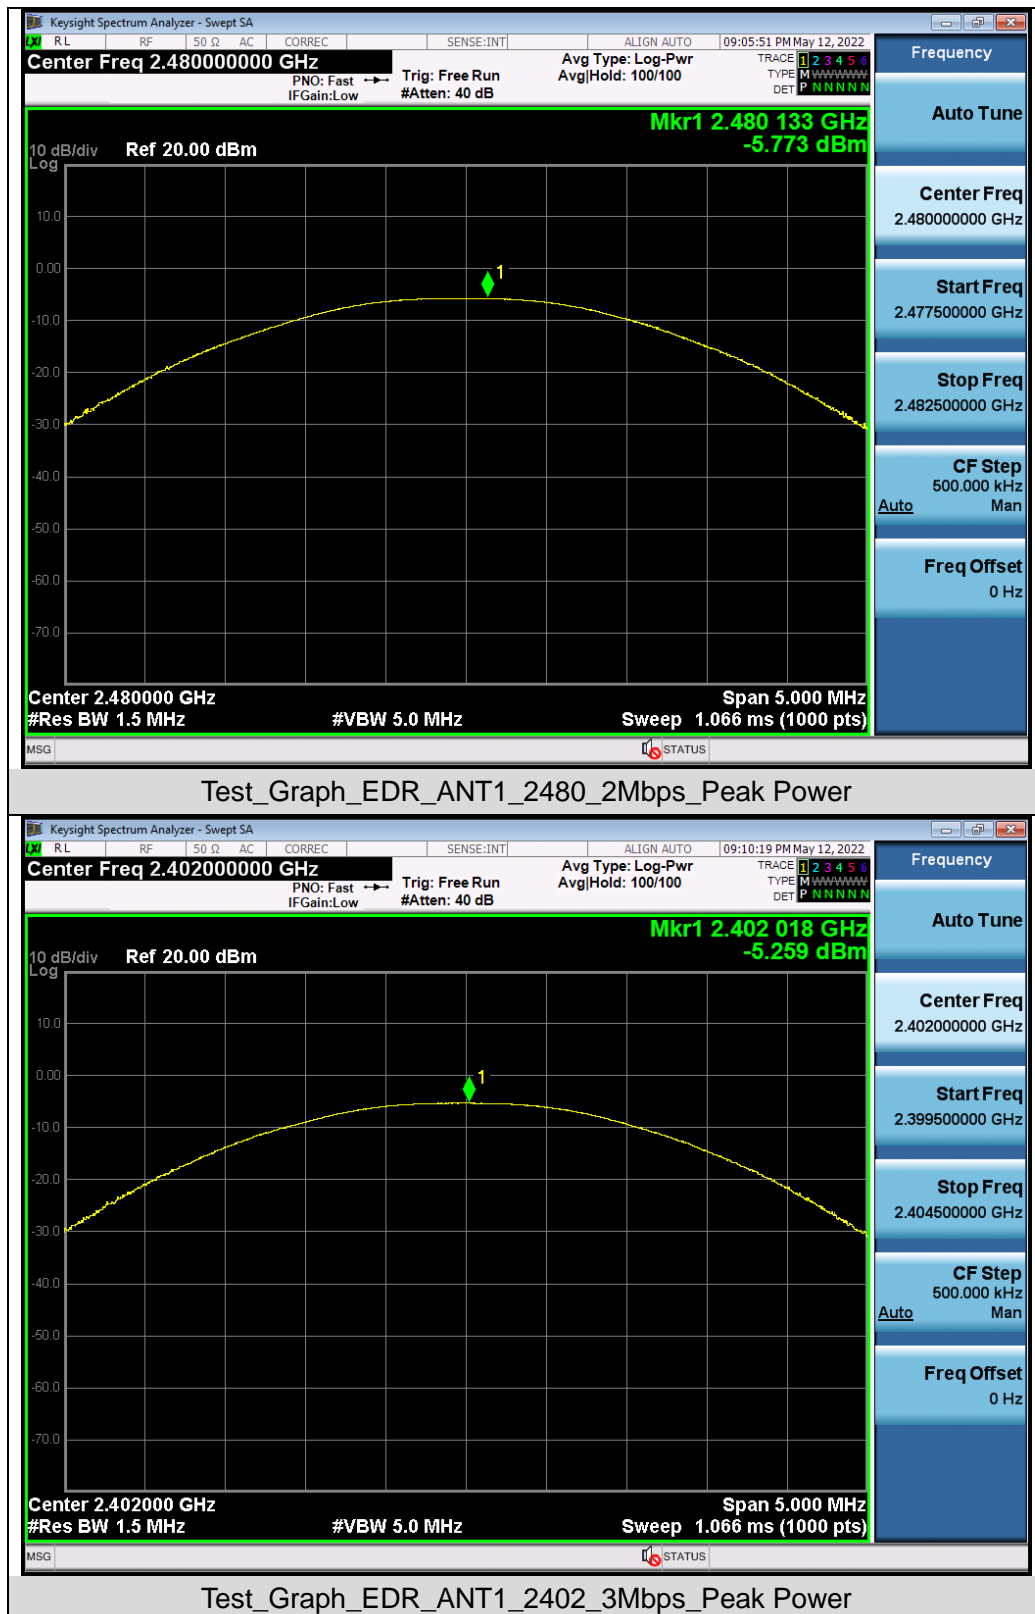 Keysight Spectrum Analyzer - Swept SA
LXI RL RF 50 Ω AC CORREC SENSE:INT ALIGN AUTO 09:05:51 PM May 12, 2022
Center Freq 2.480000000 GHz
PNO: Fast
IFGain:Low
Trig: Free Run
#Atten: 40 dB
Avg Type: Log-Pwr
Avg|Hold: 100/100
TRACE 1 2 3 4 5 6
TYPE M WWWWW
DET P N N N N N
Mkr1 2.480 133 GHz
-5.773 dBm
10 dB/div Ref 20.00 dBm
Log
10.0
0.00
1
-10.0
-20.0
-30.0
-40.0
-50.0
-60.0
-70.0
Center 2.480000 GHz Span 5.000 MHz
#Res BW 1.5 MHz #VBW 5.0 MHz Sweep 1.066 ms (1000 pts)
MSG STATUS
Frequency
Auto Tune
Center Freq
2.480000000 GHz
Start Freq
2.477500000 GHz
Stop Freq
2.482500000 GHz
CF Step
500.000 kHz
Auto Man
Freq Offset
0 Hz
Test_Graph_EDR_ANT1_2480_2Mbps_Peak Power
Keysight Spectrum Analyzer - Swept SA
LXI RL RF 50 Ω AC CORREC SENSE:INT ALIGN AUTO 09:10:19 PM May 12, 2022
Center Freq 2.402000000 GHz
PNO: Fast
IFGain:Low
Trig: Free Run
#Atten: 40 dB
Avg Type: Log-Pwr
Avg|Hold: 100/100
TRACE 1 2 3 4 5 6
TYPE M WWWWW
DET P N N N N N
Mkr1 2.402 018 GHz
-5.259 dBm
10 dB/div Ref 20.00 dBm
Log
10.0
0.00
1
-10.0
-20.0
-30.0
-40.0
-50.0
-60.0
-70.0
Center 2.402000 GHz Span 5.000 MHz
#Res BW 1.5 MHz #VBW 5.0 MHz Sweep 1.066 ms (1000 pts)
MSG STATUS
Frequency
Auto Tune
Center Freq
2.402000000 GHz
Start Freq
2.399500000 GHz
Stop Freq
2.404500000 GHz
CF Step
500.000 kHz
Auto Man
Freq Offset
0 Hz
Test_Graph_EDR_ANT1_2402_3Mbps_Peak Power